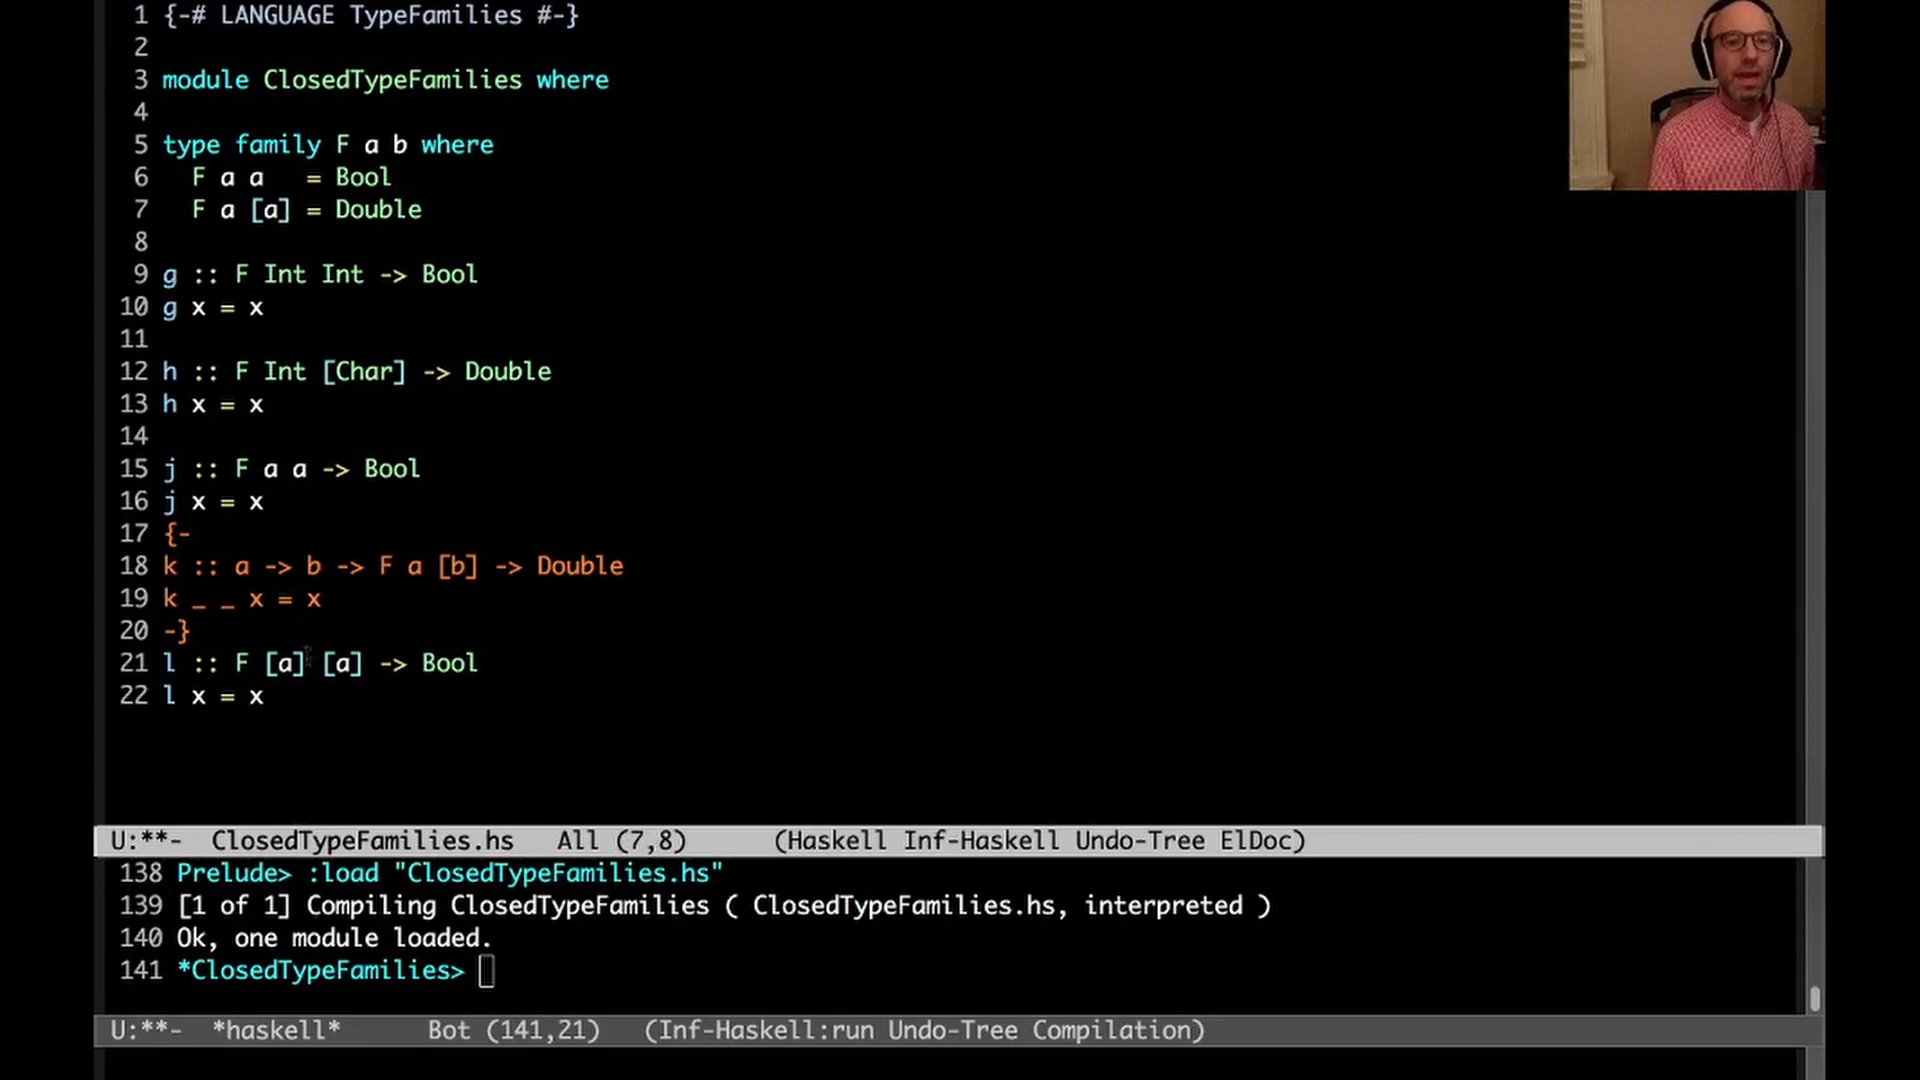 1 {-# LANGUAGE TypeFamilies #-}
2
3 module ClosedTypeFamilies where
4
5 type family F a b where
6   F a a   = Bool
7   F a [a] = Double
8
9 g :: F Int Int -> Bool
10 g x = x
11
12 h :: F Int [Char] -> Double
13 h x = x
14
15 j :: F a a -> Bool
16 j x = x
17 {-
18 k :: a -> b -> F a [b] -> Double
19 k _ _ x = x
20 -}
21 l :: F [a] [a] -> Bool
22 l x = x
U:**-  ClosedTypeFamilies.hs   All (7,8)      (Haskell Inf-Haskell Undo-Tree ElDoc)
138 Prelude> :load "ClosedTypeFamilies.hs"
139 [1 of 1] Compiling ClosedTypeFamilies ( ClosedTypeFamilies.hs, interpreted )
140 Ok, one module loaded.
141 *ClosedTypeFamilies>
U:**-  *haskell*      Bot (141,21)   (Inf-Haskell:run Undo-Tree Compilation)